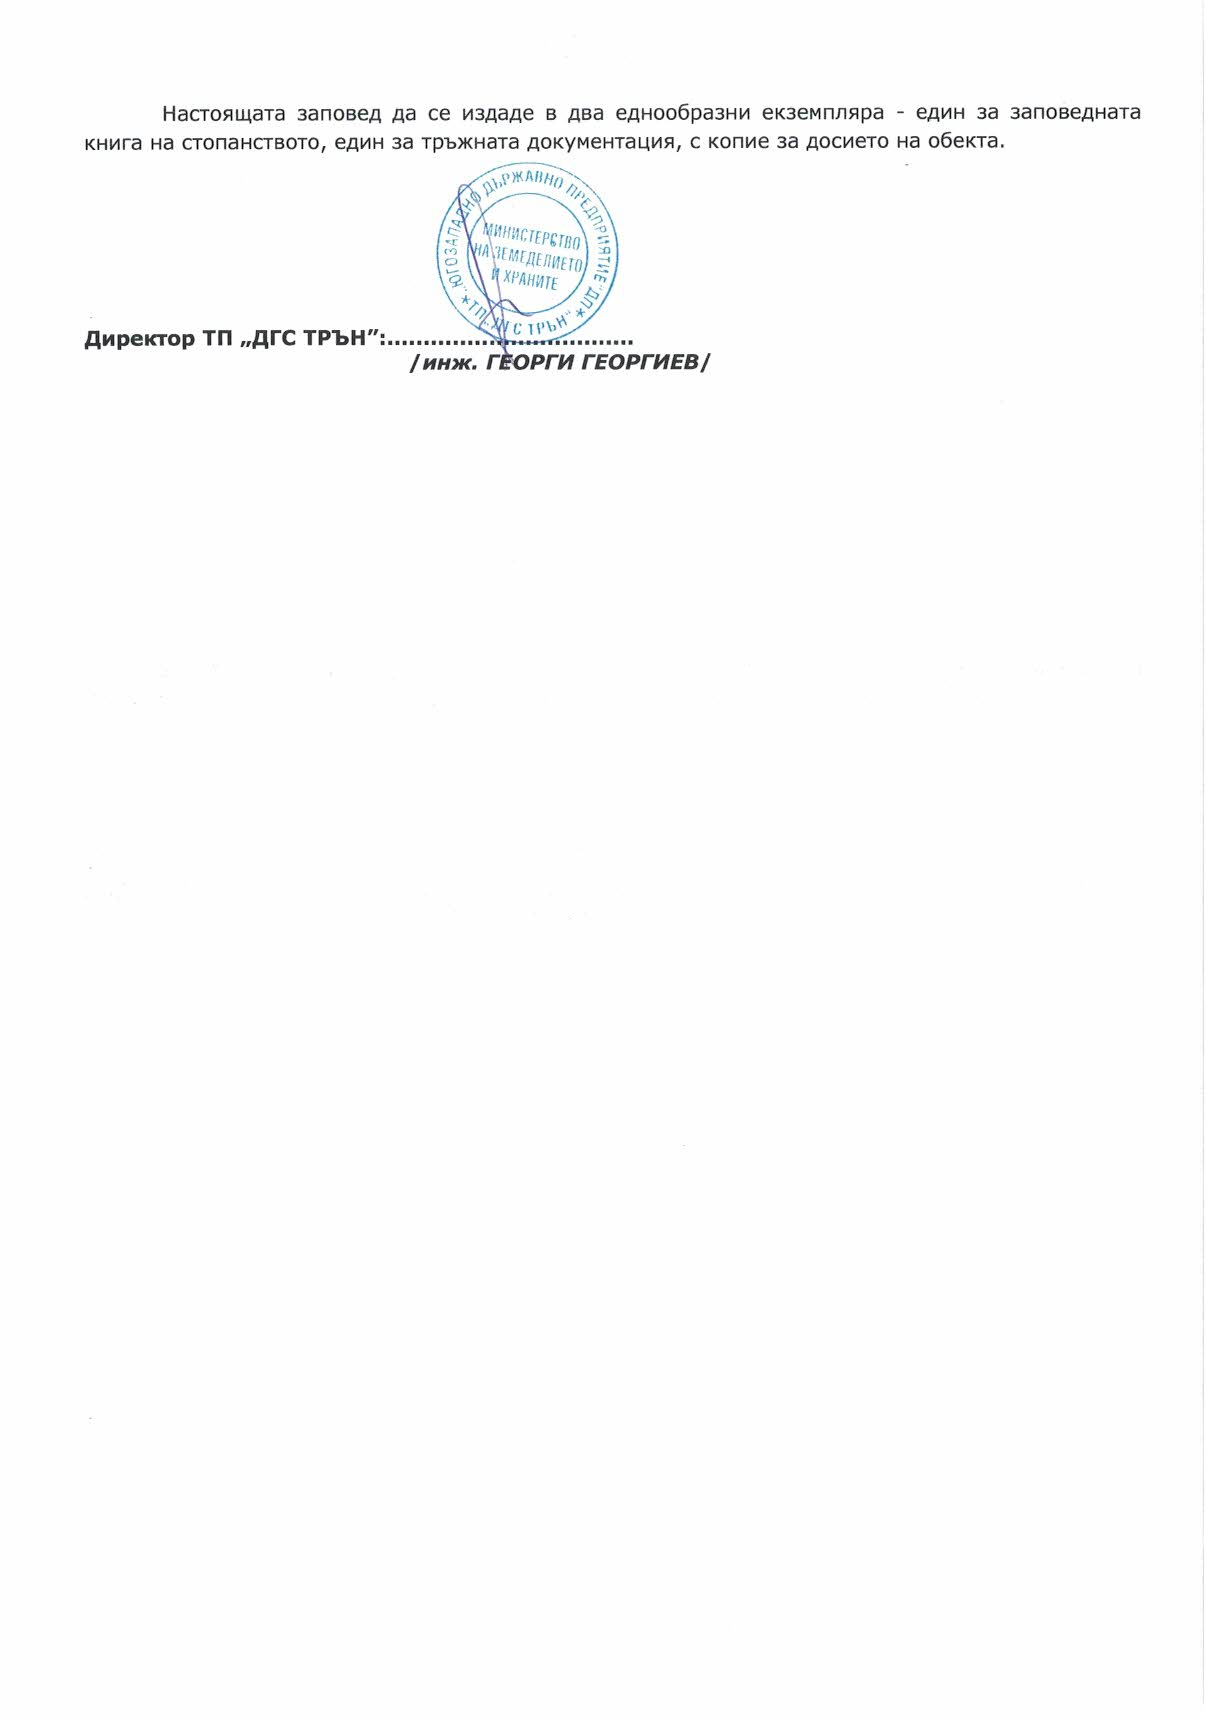 Настоящата заповед да се издаде в два еднообразни екземпляра - един за заповедната
книга на стопанството, един за тръжната документация, с копие за досието на обекта.
"ЮГОЗАПАДНО ДЪРЖАВНО ПРЕДПРИЯТИЕ" ДП *
* ТП "ДГС ТРЪН"
МИНИСТЕРСТВО
НА ЗЕМЕДЕЛИЕТО
И ХРАНИТЕ
Директор ТП „ДГС ТРЪН”:..................................
/инж. ГЕОРГИ ГЕОРГИЕВ/